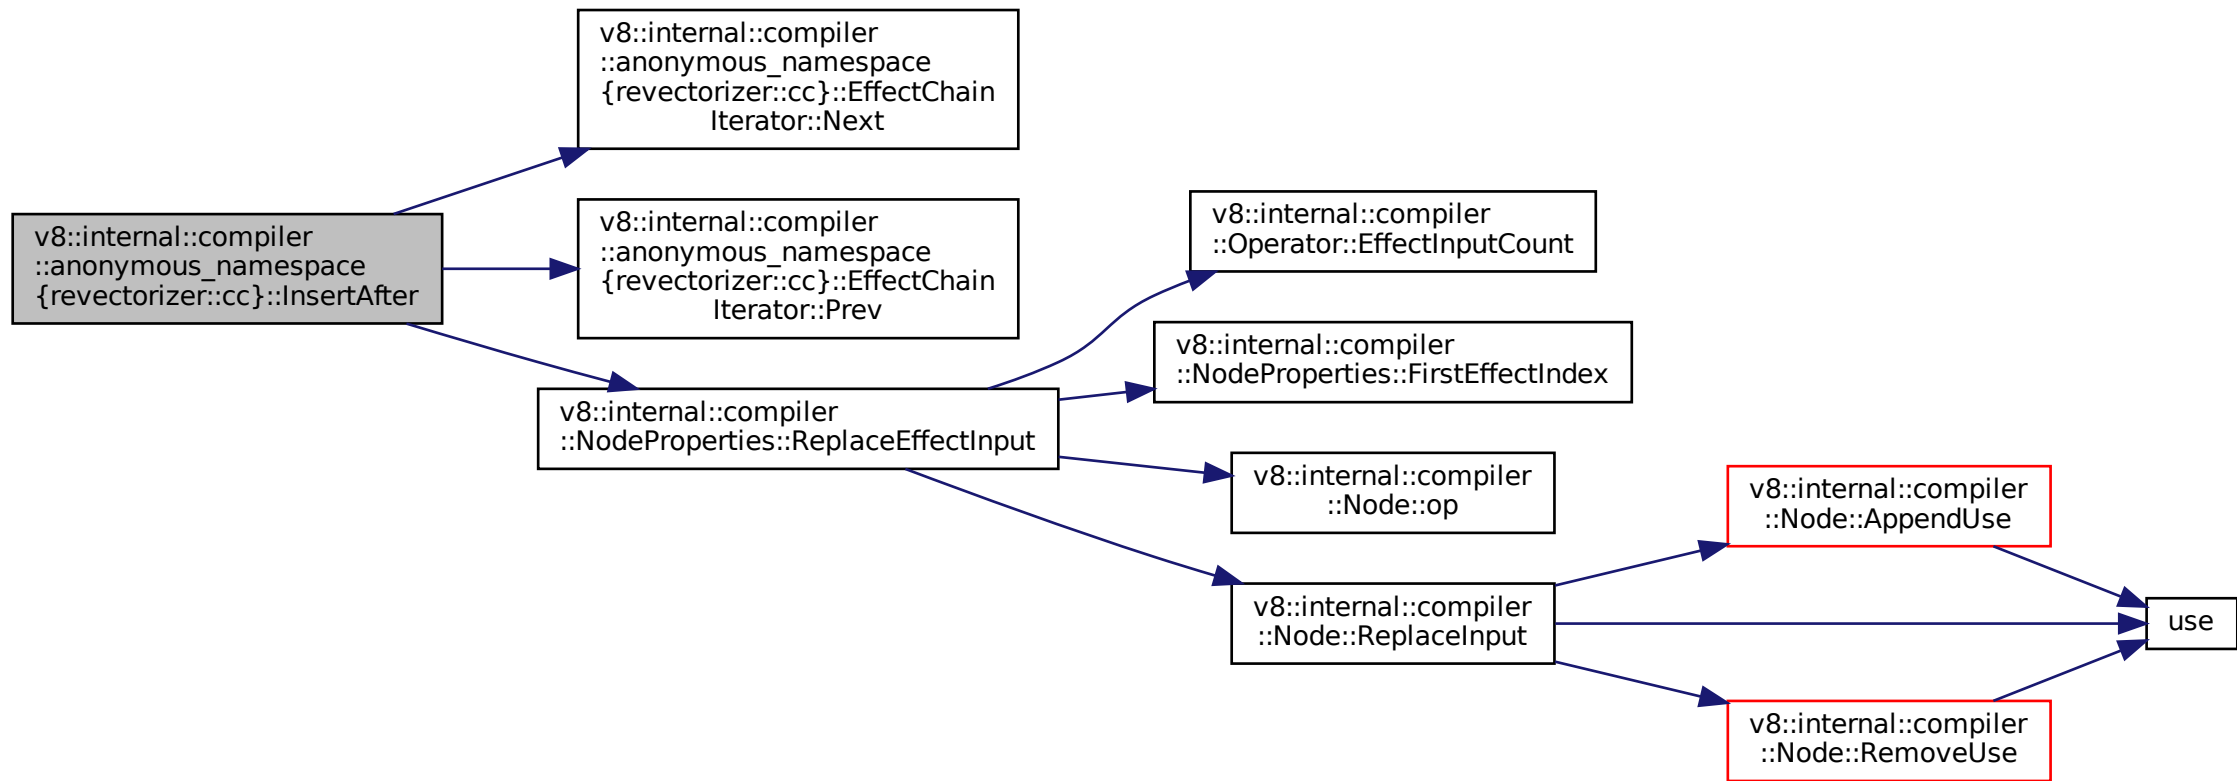 v8::internal::compiler
::anonymous_namespace
{revectorizer::cc}::InsertAfter
v8::internal::compiler
::anonymous_namespace
{revectorizer::cc}::EffectChain
Iterator::Next
v8::internal::compiler
::anonymous_namespace
{revectorizer::cc}::EffectChain
Iterator::Prev
v8::internal::compiler
::NodeProperties::ReplaceEffectInput
v8::internal::compiler
::Operator::EffectInputCount
v8::internal::compiler
::NodeProperties::FirstEffectIndex
v8::internal::compiler
::Node::op
v8::internal::compiler
::Node::ReplaceInput
v8::internal::compiler
::Node::AppendUse
use
v8::internal::compiler
::Node::RemoveUse